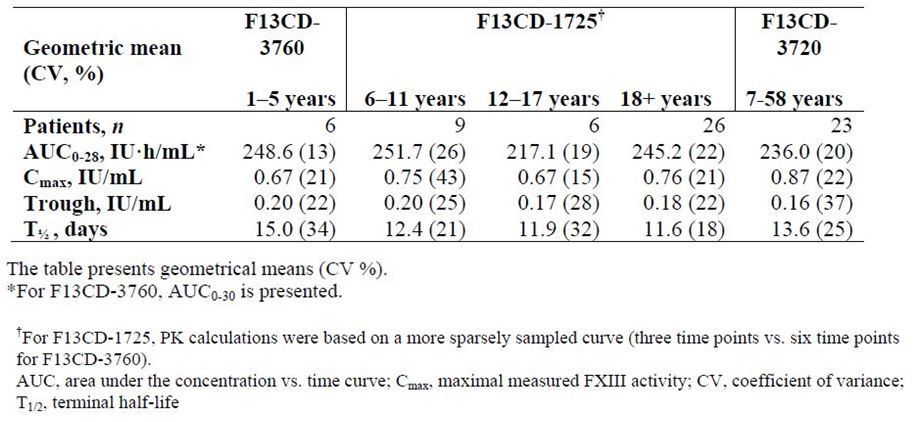 Geometric mean (CV, %) F13CD-3760 F13CD-1725† F13CD-3720
1–5 years 6–11 years 12–17 years 18+ years 7-58 years
Patients, n 6 9 6 26 23
AUC0-28, IU·h/mL* 248.6 (13) 251.7 (26) 217.1 (19) 245.2 (22) 236.0 (20)
Cmax, IU/mL 0.67 (21) 0.75 (43) 0.67 (15) 0.76 (21) 0.87 (22)
Trough, IU/mL 0.20 (22) 0.20 (25) 0.17 (28) 0.18 (22) 0.16 (37)
T½ , days 15.0 (34) 12.4 (21) 11.9 (32) 11.6 (18) 13.6 (25)
The table presents geometrical means (CV %).
*For F13CD-3760, AUC0-30 is presented.
†For F13CD-1725, PK calculations were based on a more sparsely sampled curve (three time points vs. six time points
for F13CD-3760).
AUC, area under the concentration vs. time curve; Cmax, maximal measured FXIII activity; CV, coefficient of variance;
T1/2, terminal half-life